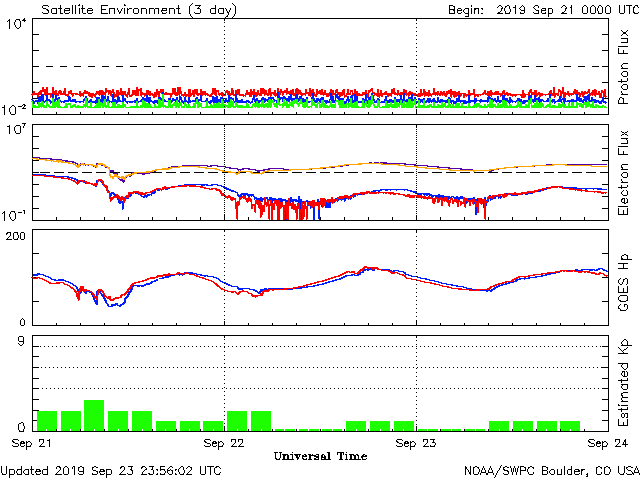 Satellite Environment (3 day) Begin: 2019 Sep 21 0000 UTC
10^4
10^-2
Proton Flux
10^7
10^-1
Electron Flux
200
0
GOES Hp
9
0
Estimated Kp
Sep 21 Sep 22 Sep 23 Sep 24
Universal Time
Updated 2019 Sep 23 23:56:02 UTC NOAA/SWPC Boulder, CO USA